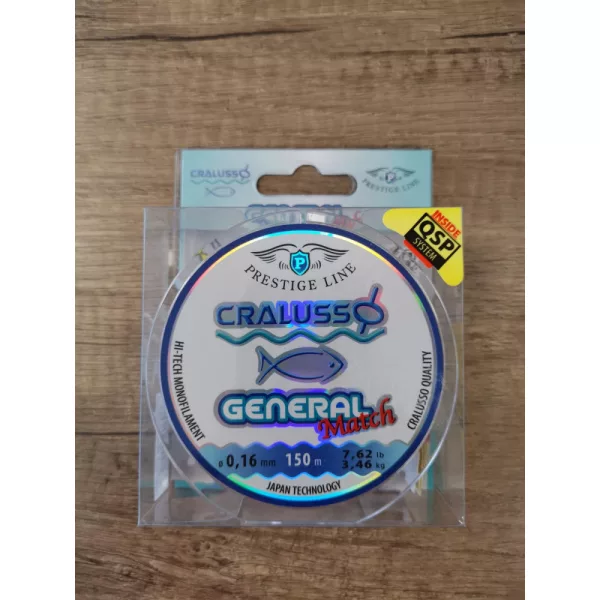 CRALUSSO
P
PRESTIGE LINE
GENERAL
INSIDE
QSP
SYSTEM
P
PRESTIGE LINE
CRALUSSO
HI-TECH MONOFILAMENT
CRALUSSO QUALITY
GENERAL
Match
ø 0,16 mm 150 m 7,62 lb
3,46 kg
JAPAN TECHNOLOGY